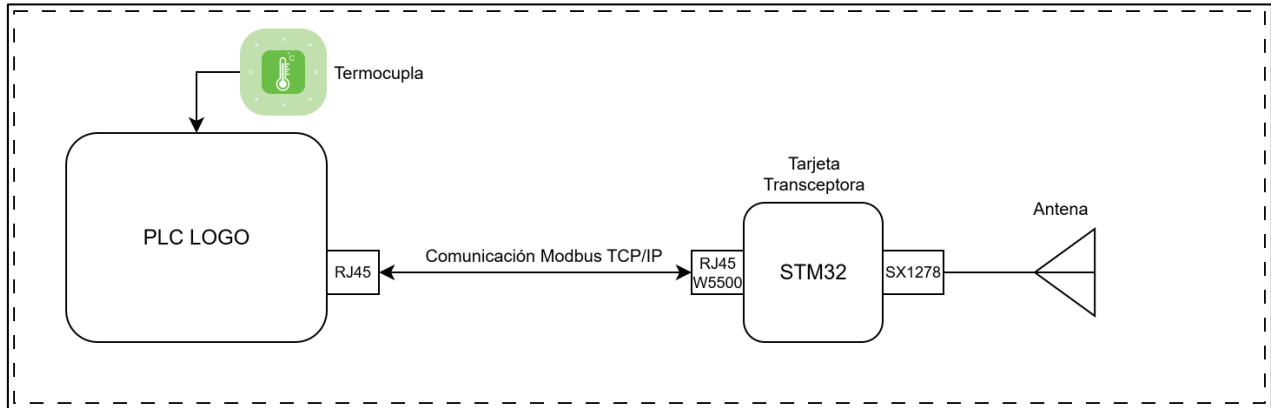 °C
Termocupla
PLC LOGO
RJ45
Comunicación Modbus TCP/IP
Tarjeta
Transceptora
RJ45
W5500
STM32
SX1278
Antena